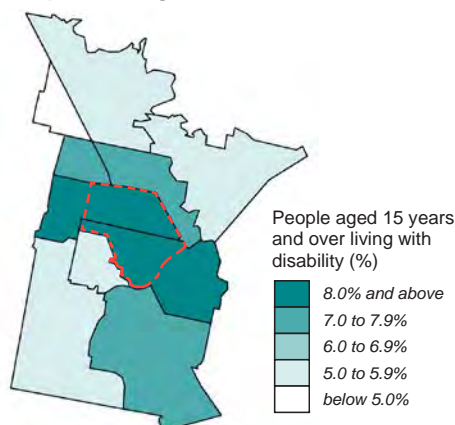 People aged 15 years
and over living with
disability (%)
8.0% and above
7.0 to 7.9%
6.0 to 6.9%
5.0 to 5.9%
below 5.0%